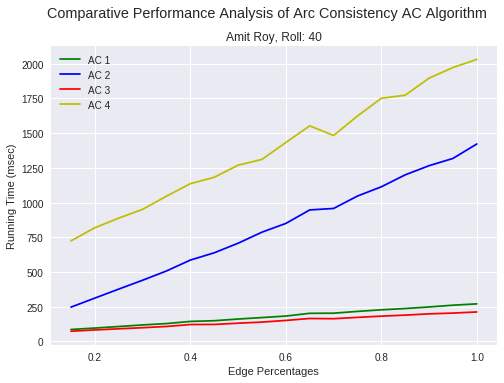 Comparative Performance Analysis of Arc Consistency AC Algorithm
Amit Roy, Roll: 40
AC 1
AC 2
AC 3
AC 4
2000
1750
1500
1250
1000
750
500
250
0
Running Time (msec)
0.2 0.4 0.6 0.8 1.0
Edge Percentages